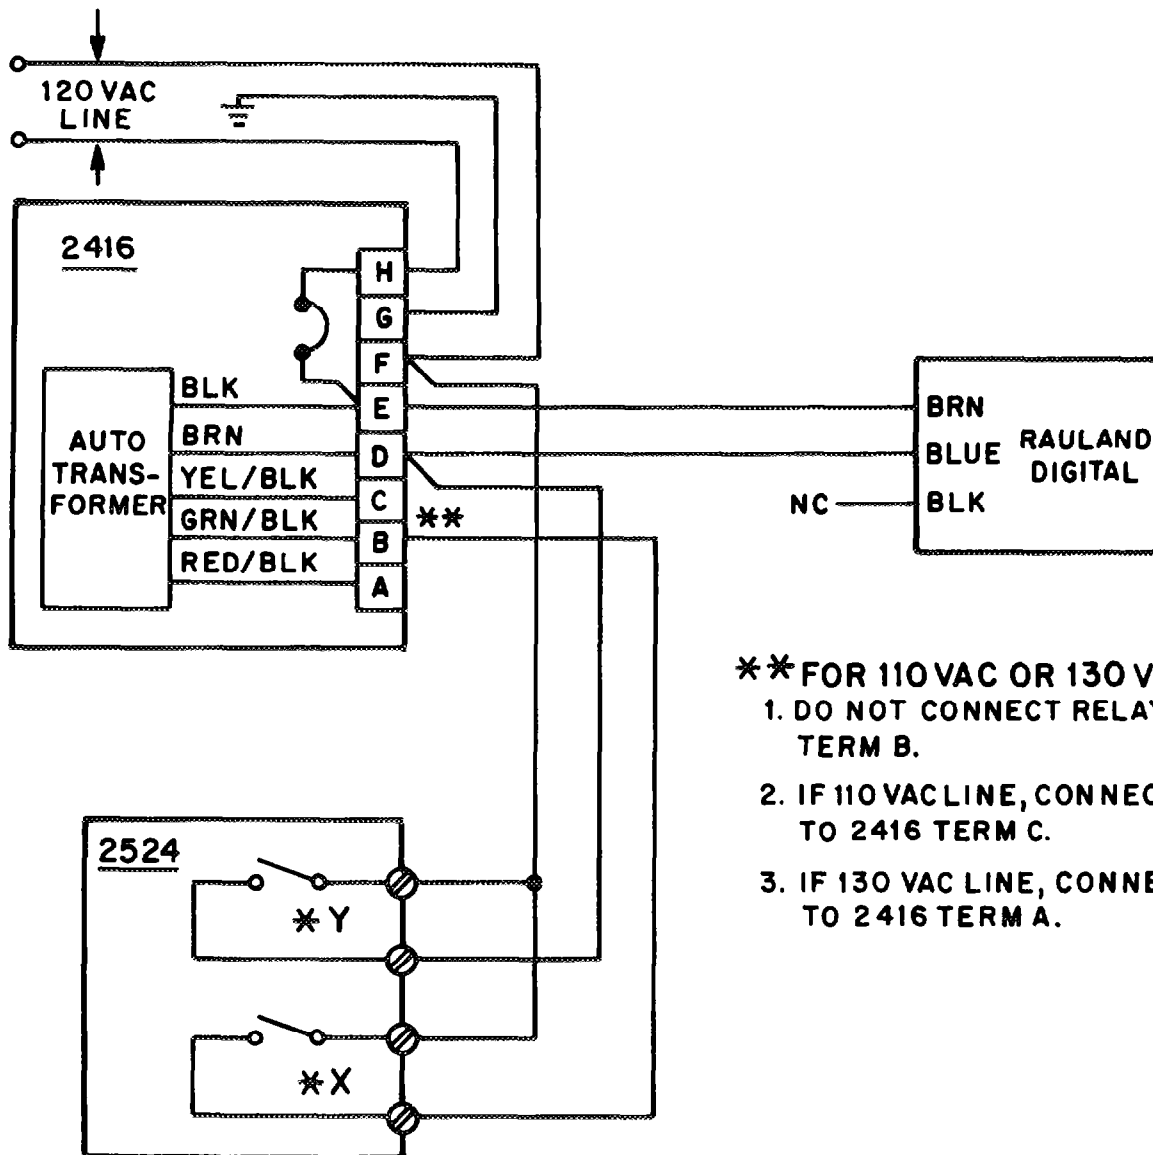 120 VAC
LINE
2416
H
G
F
E
D
C
B
A
BLK
BRN
YEL/BLK
GRN/BLK
RED/BLK
AUTO
TRANS-
FORMER
**
BRN
BLUE
BLK
NC
RAULAND
DIGITAL
** FOR 110 VAC OR 130 V
1. DO NOT CONNECT RELAY
TERM B.
2. IF 110 VAC LINE, CONNEC
TO 2416 TERM C.
3. IF 130 VAC LINE, CONNE
TO 2416 TERM A.
2524
* Y
* X